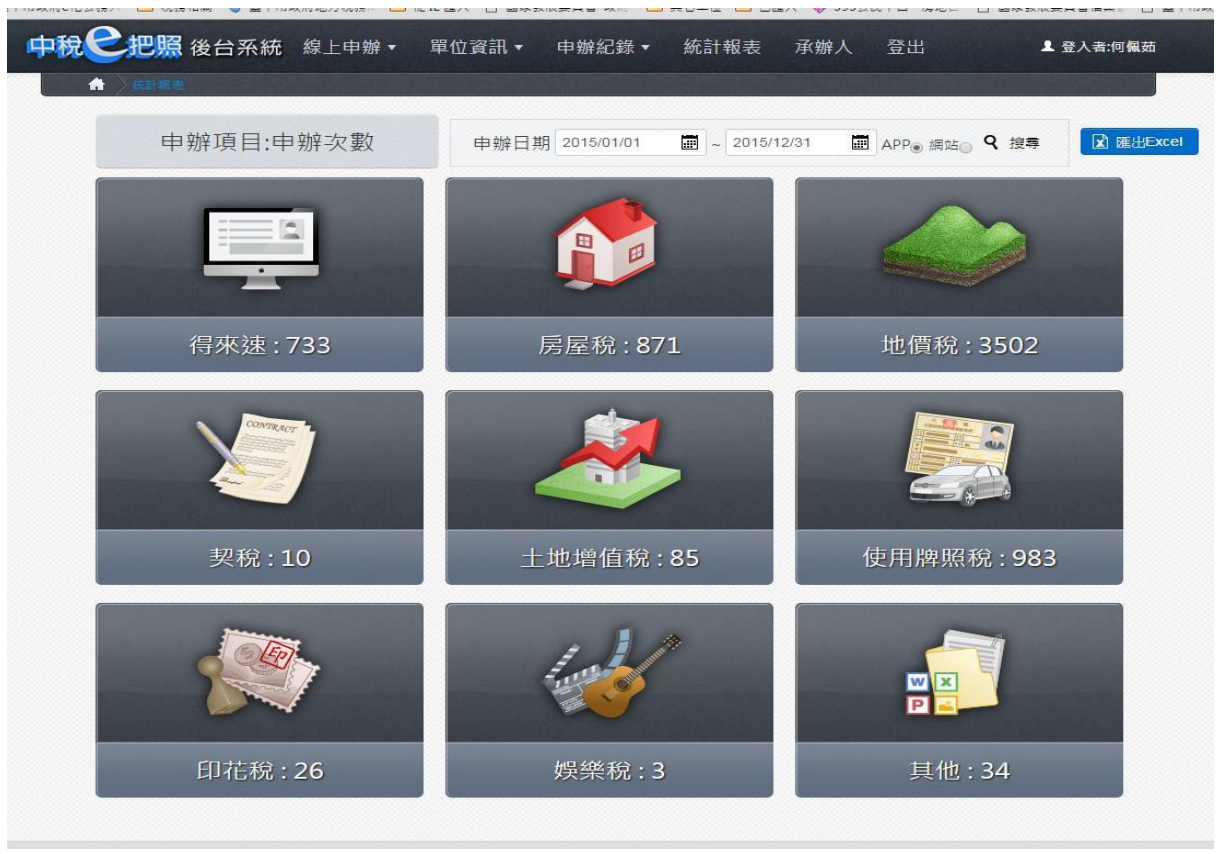 中稅e把照 後台系統 線上申辦 單位資訊 申辦紀錄 統計報表 承辦人 登出 登入者:何佩茹
統計報表
申辦項目:申辦次數 申辦日期 2015/01/01 ~ 2015/12/31 APP 網站 搜尋 匯出Excel
得來速:733 房屋稅:871 地價稅:3502
CONTRACT
契稅:10 土地增值稅:85 使用牌照稅:983
印
W X
P
印花稅:26 娛樂稅:3 其他:34